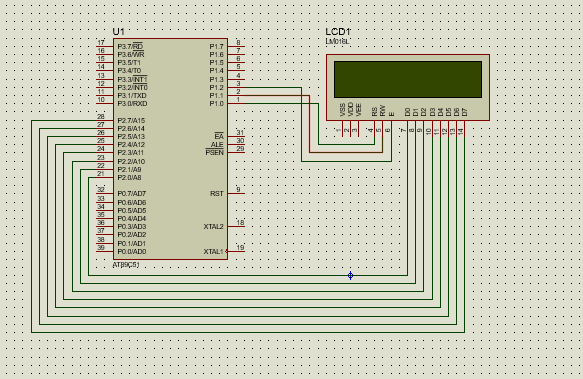 U1
LCD1
LM016L
17 P3.7/RD P1.7 8
16 P3.6/WR P1.6 7
15 P3.5/T1 P1.5 6
14 P3.4/T0 P1.4 5
13 P3.3/INT1 P1.3 4
12 P3.2/INT0 P1.2 3
11 P3.1/TXD P1.1 2
10 P3.0/RXD P1.0 1
28 P2.7/A15
27 P2.6/A14 EA 31
26 P2.5/A13 ALE 30
25 P2.4/A12 PSEN 29
24 P2.3/A11
23 P2.2/A10
22 P2.1/A9
21 P2.0/A8
32 P0.7/AD7 RST 9
33 P0.6/AD6
34 P0.5/AD5
35 P0.4/AD4
36 P0.3/AD3 XTAL2 18
37 P0.2/AD2
38 P0.1/AD1
39 P0.0/AD0 XTAL1 19
AT89C51
VSS VDD VEE RS RW E D0 D1 D2 D3 D4 D5 D6 D7
1 2 3 4 5 6 7 8 9 10 11 12 13 14